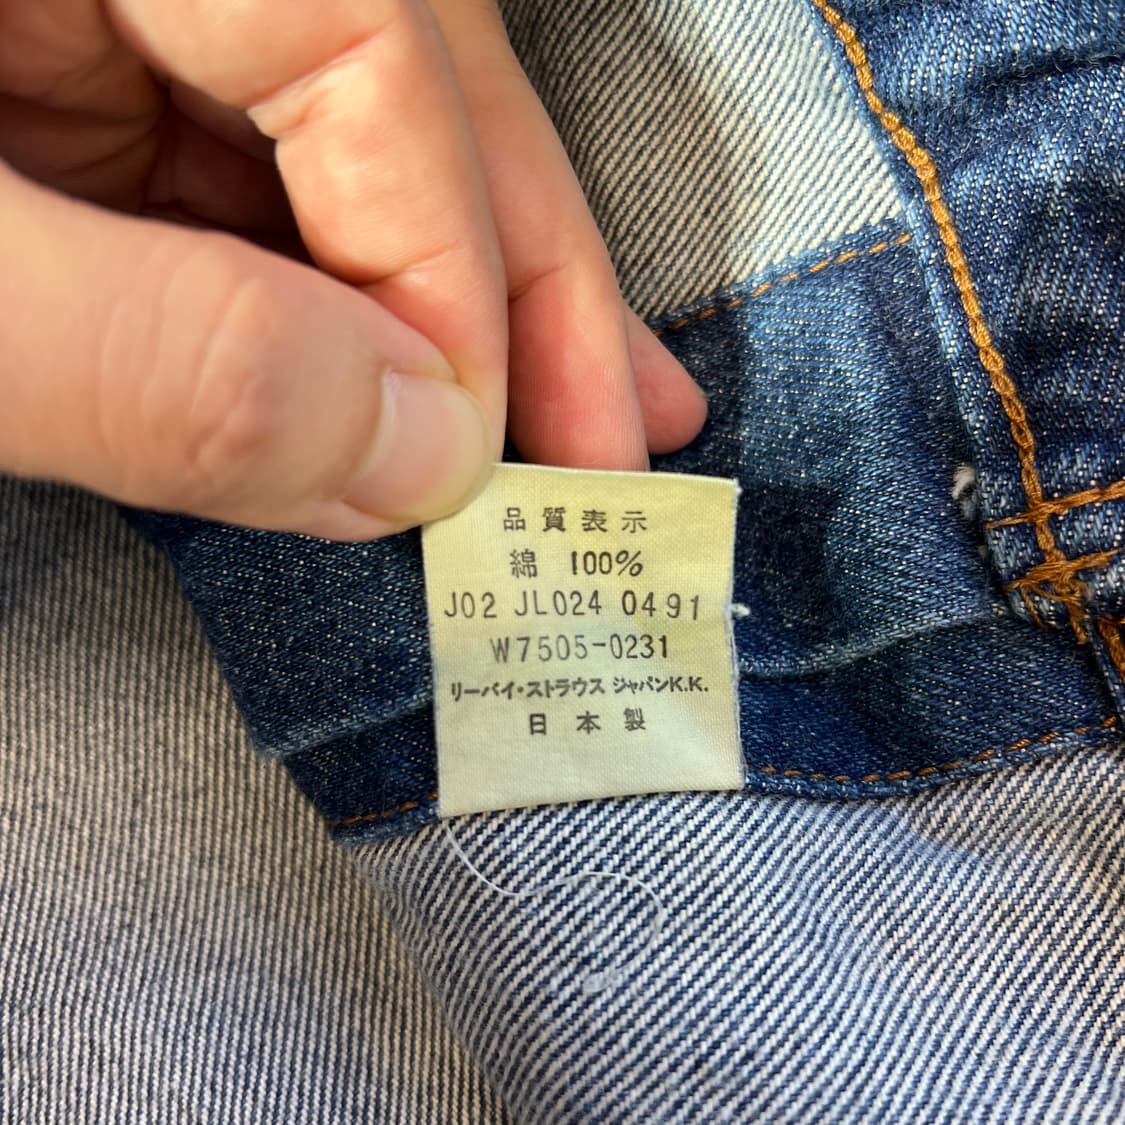 品質表示
綿 100%
J02 JL024 0491
W7505-0231
リーバイ・ストラウス ジャパンK.K.
日本製